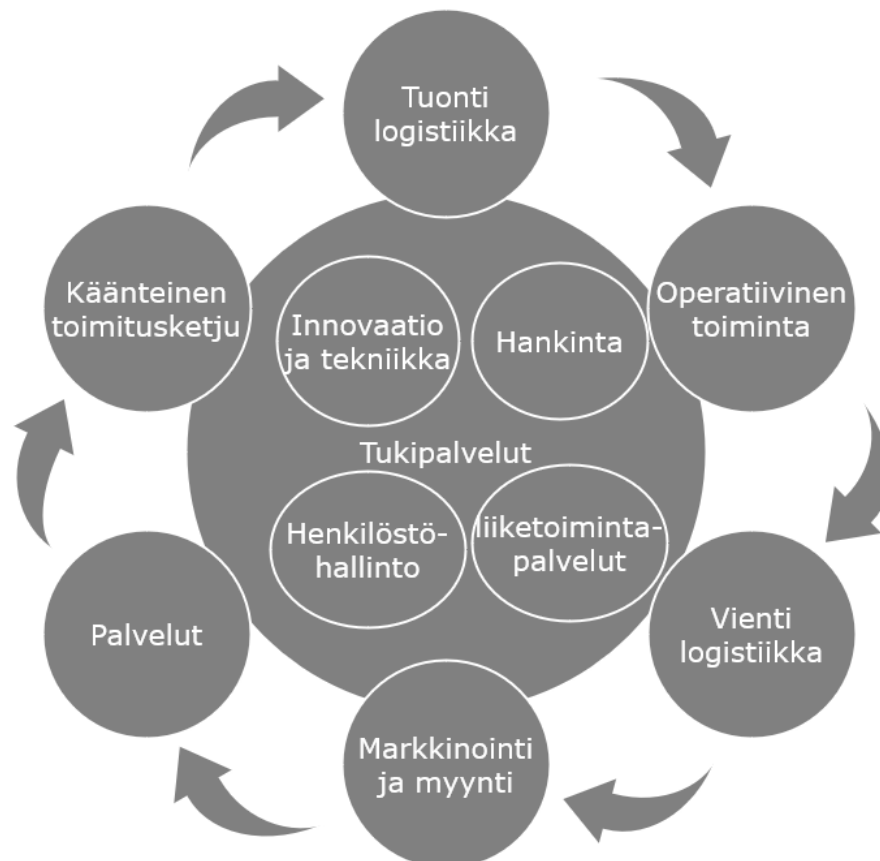 Tuonti
logistiikka
Operatiivinen
toiminta
Vienti
logistiikka
Markkinointi
ja myynti
Palvelut
Käänteinen
toimitusketju
Innovaatio
ja tekniikka
Hankinta
Tukipalvelut
Henkilöstö-
hallinto
liiketoiminta-
palvelut